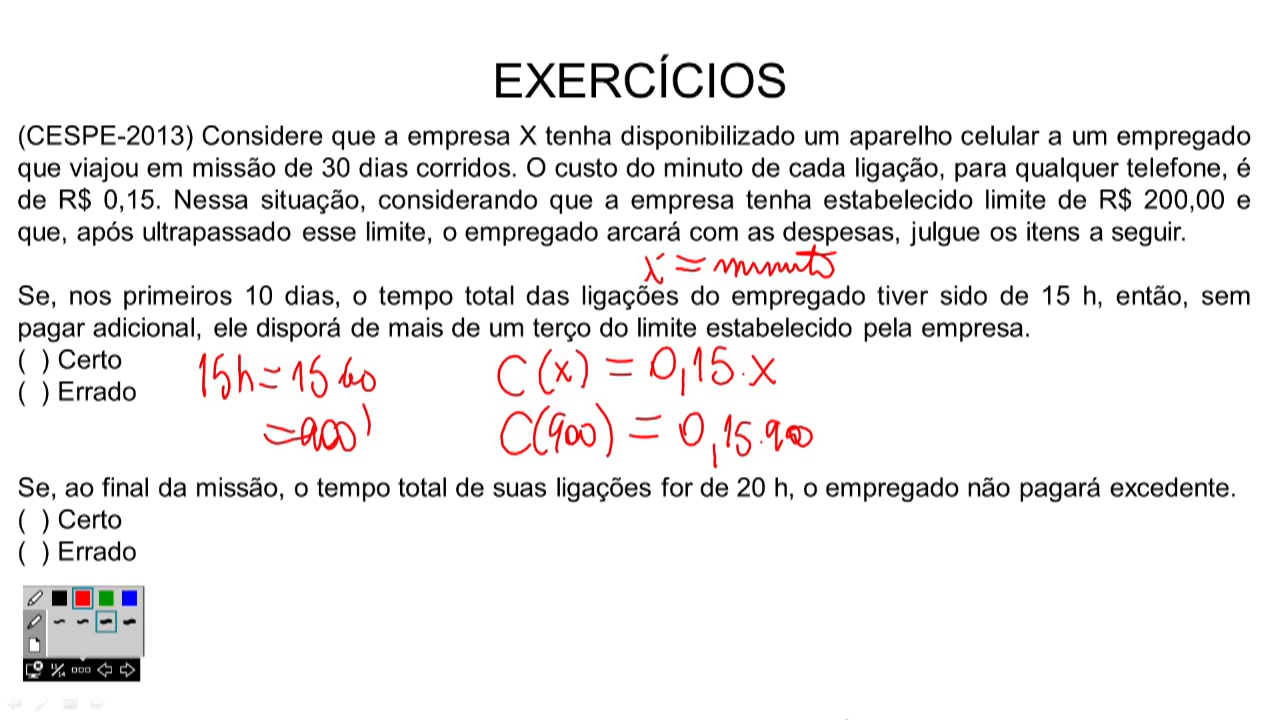 EXERCÍCIOS
(CESPE-2013) Considere que a empresa X tenha disponibilizado um aparelho celular a um empregado
que viajou em missão de 30 dias corridos. O custo do minuto de cada ligação, para qualquer telefone, é
de R$ 0,15. Nessa situação, considerando que a empresa tenha estabelecido limite de R$ 200,00 e
que, após ultrapassado esse limite, o empregado arcará com as despesas, julgue os itens a seguir.
x = minuto
Se, nos primeiros 10 dias, o tempo total das ligações do empregado tiver sido de 15 h, então, sem
pagar adicional, ele disporá de mais de um terço do limite estabelecido pela empresa.
( ) Certo
( ) Errado
15h = 15 60
= 900'
C(x) = 0,15.x
C(900) = 0,15.900
Se, ao final da missão, o tempo total de suas ligações for de 20 h, o empregado não pagará excedente.
( ) Certo
( ) Errado